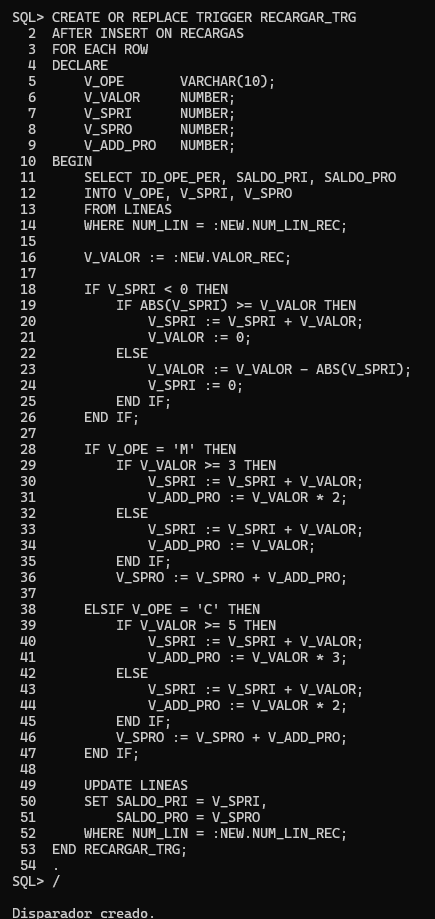 SQL> CREATE OR REPLACE TRIGGER RECARGAR_TRG
  2  AFTER INSERT ON RECARGAS
  3  FOR EACH ROW
  4  DECLARE
  5      V_OPE       VARCHAR(10);
  6      V_VALOR     NUMBER;
  7      V_SPRI      NUMBER;
  8      V_SPRO      NUMBER;
  9      V_ADD_PRO   NUMBER;
 10  BEGIN
 11      SELECT ID_OPE_PER, SALDO_PRI, SALDO_PRO
 12      INTO V_OPE, V_SPRI, V_SPRO
 13      FROM LINEAS
 14      WHERE NUM_LIN = :NEW.NUM_LIN_REC;
 15
 16      V_VALOR := :NEW.VALOR_REC;
 17
 18      IF V_SPRI < 0 THEN
 19          IF ABS(V_SPRI) >= V_VALOR THEN
 20              V_SPRI := V_SPRI + V_VALOR;
 21              V_VALOR := 0;
 22          ELSE
 23              V_VALOR := V_VALOR - ABS(V_SPRI);
 24              V_SPRI := 0;
 25          END IF;
 26      END IF;
 27
 28      IF V_OPE = 'M' THEN
 29          IF V_VALOR >= 3 THEN
 30              V_SPRI := V_SPRI + V_VALOR;
 31              V_ADD_PRO := V_VALOR * 2;
 32          ELSE
 33              V_SPRI := V_SPRI + V_VALOR;
 34              V_ADD_PRO := V_VALOR;
 35          END IF;
 36          V_SPRO := V_SPRO + V_ADD_PRO;
 37
 38      ELSIF V_OPE = 'C' THEN
 39          IF V_VALOR >= 5 THEN
 40              V_SPRI := V_SPRI + V_VALOR;
 41              V_ADD_PRO := V_VALOR * 3;
 42          ELSE
 43              V_SPRI := V_SPRI + V_VALOR;
 44              V_ADD_PRO := V_VALOR * 2;
 45          END IF;
 46          V_SPRO := V_SPRO + V_ADD_PRO;
 47      END IF;
 48
 49      UPDATE LINEAS
 50      SET SALDO_PRI = V_SPRI,
 51          SALDO_PRO = V_SPRO
 52      WHERE NUM_LIN = :NEW.NUM_LIN_REC;
 53  END RECARGAR_TRG;
 54  .
SQL> /

Disparador creado.